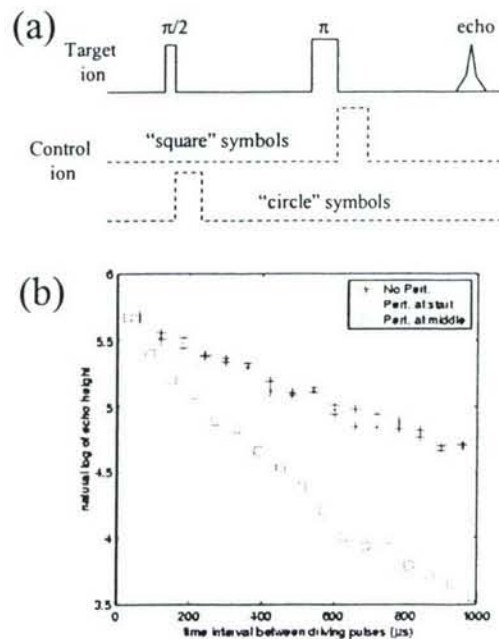 (a)
π/2
π
echo
Target
ion
"square" symbols
Control
ion
"circle" symbols
(b)
6
5.5
5
4.5
4
3.5
natural log of echo height
+ No Pert.
Pert. at start
Pert. at middle
0
200
400
600
800
1000
time interval between driving pulses (μs)